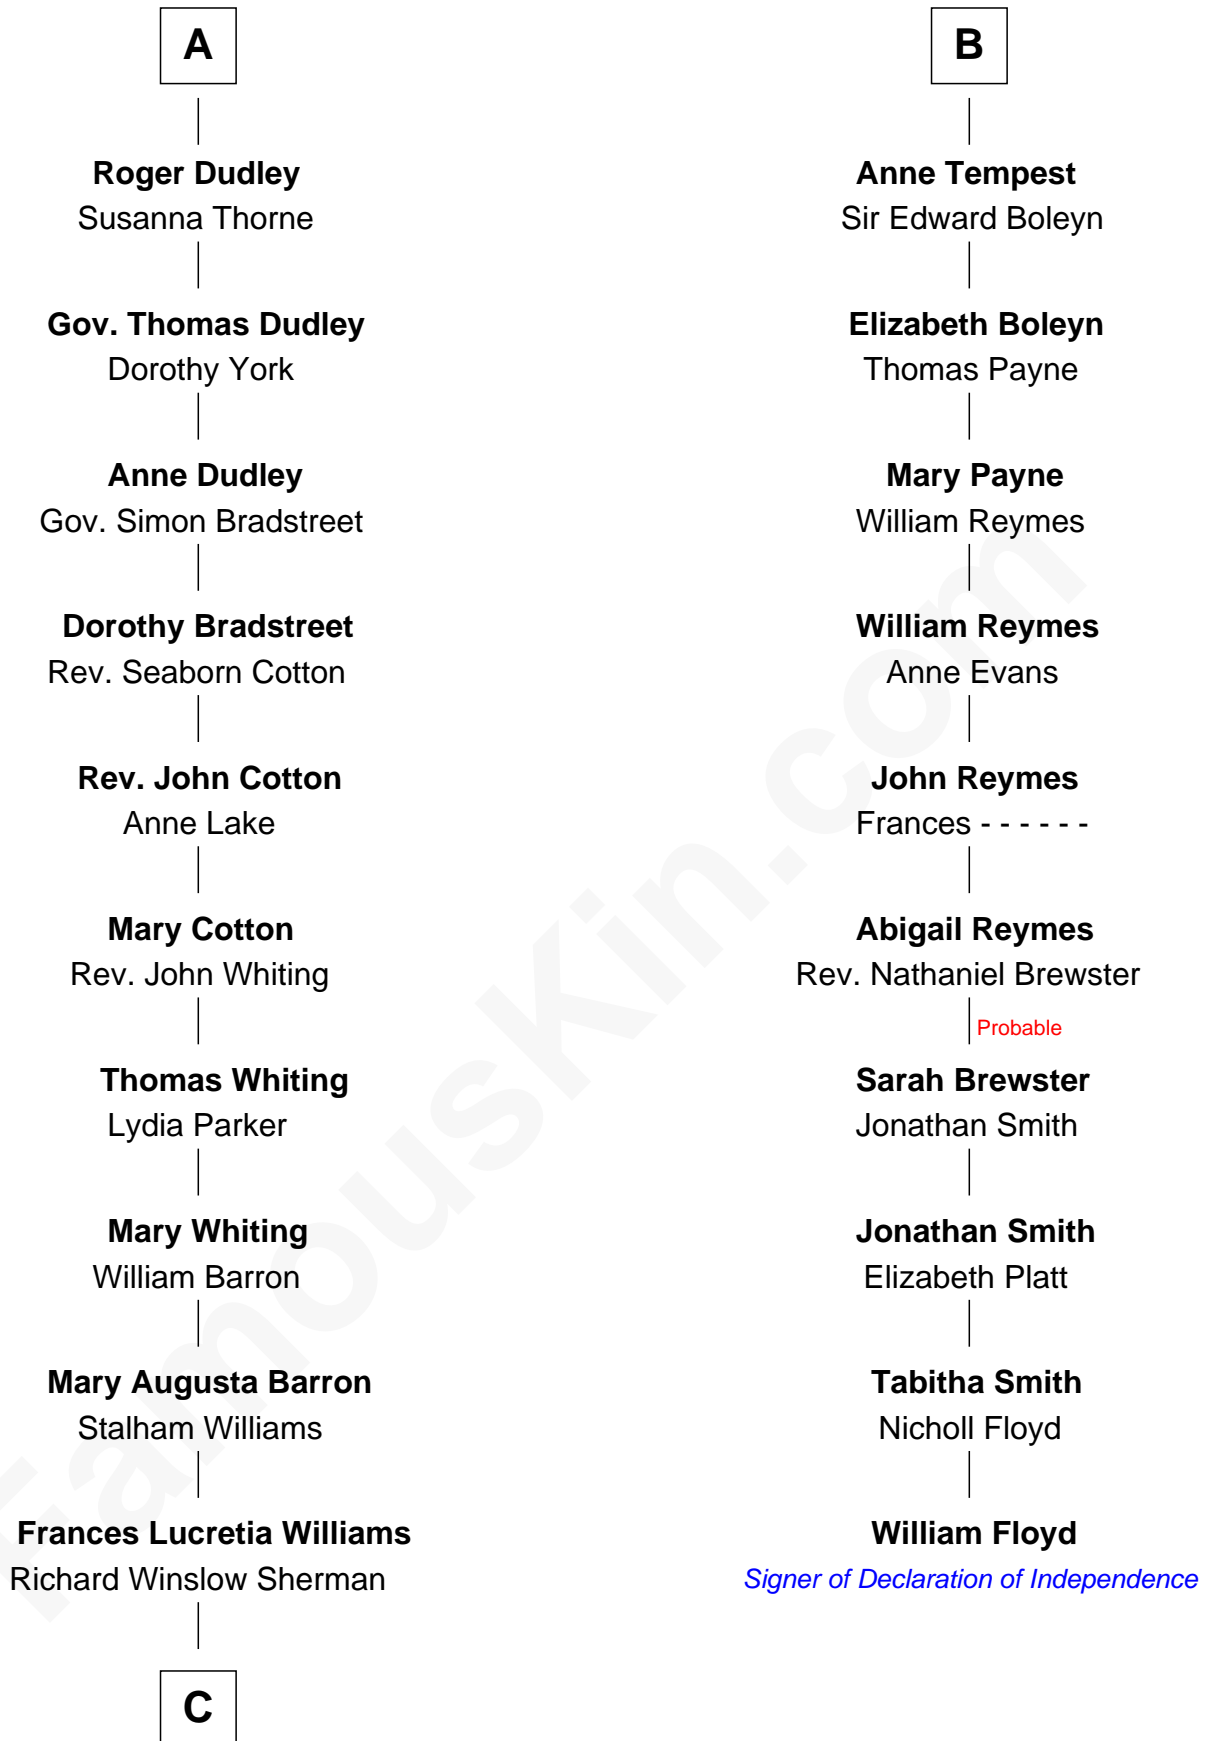 A
Roger Dudley
Susanna Thorne
Gov. Thomas Dudley
Dorothy York
Anne Dudley
Gov. Simon Bradstreet
Dorothy Bradstreet
Rev. Seaborn Cotton
Rev. John Cotton
Anne Lake
Mary Cotton
Rev. John Whiting
Thomas Whiting
Lydia Parker
Mary Whiting
William Barron
Mary Augusta Barron
Stalham Williams
Frances Lucretia Williams
Richard Winslow Sherman
C
B
Anne Tempest
Sir Edward Boleyn
Elizabeth Boleyn
Thomas Payne
Mary Payne
William Reymes
William Reymes
Anne Evans
John Reymes
Frances - - - - - -
Abigail Reymes
Rev. Nathaniel Brewster
Probable
Sarah Brewster
Jonathan Smith
Jonathan Smith
Elizabeth Platt
Tabitha Smith
Nicholl Floyd
William Floyd
Signer of Declaration of Independence
FamousKin.com